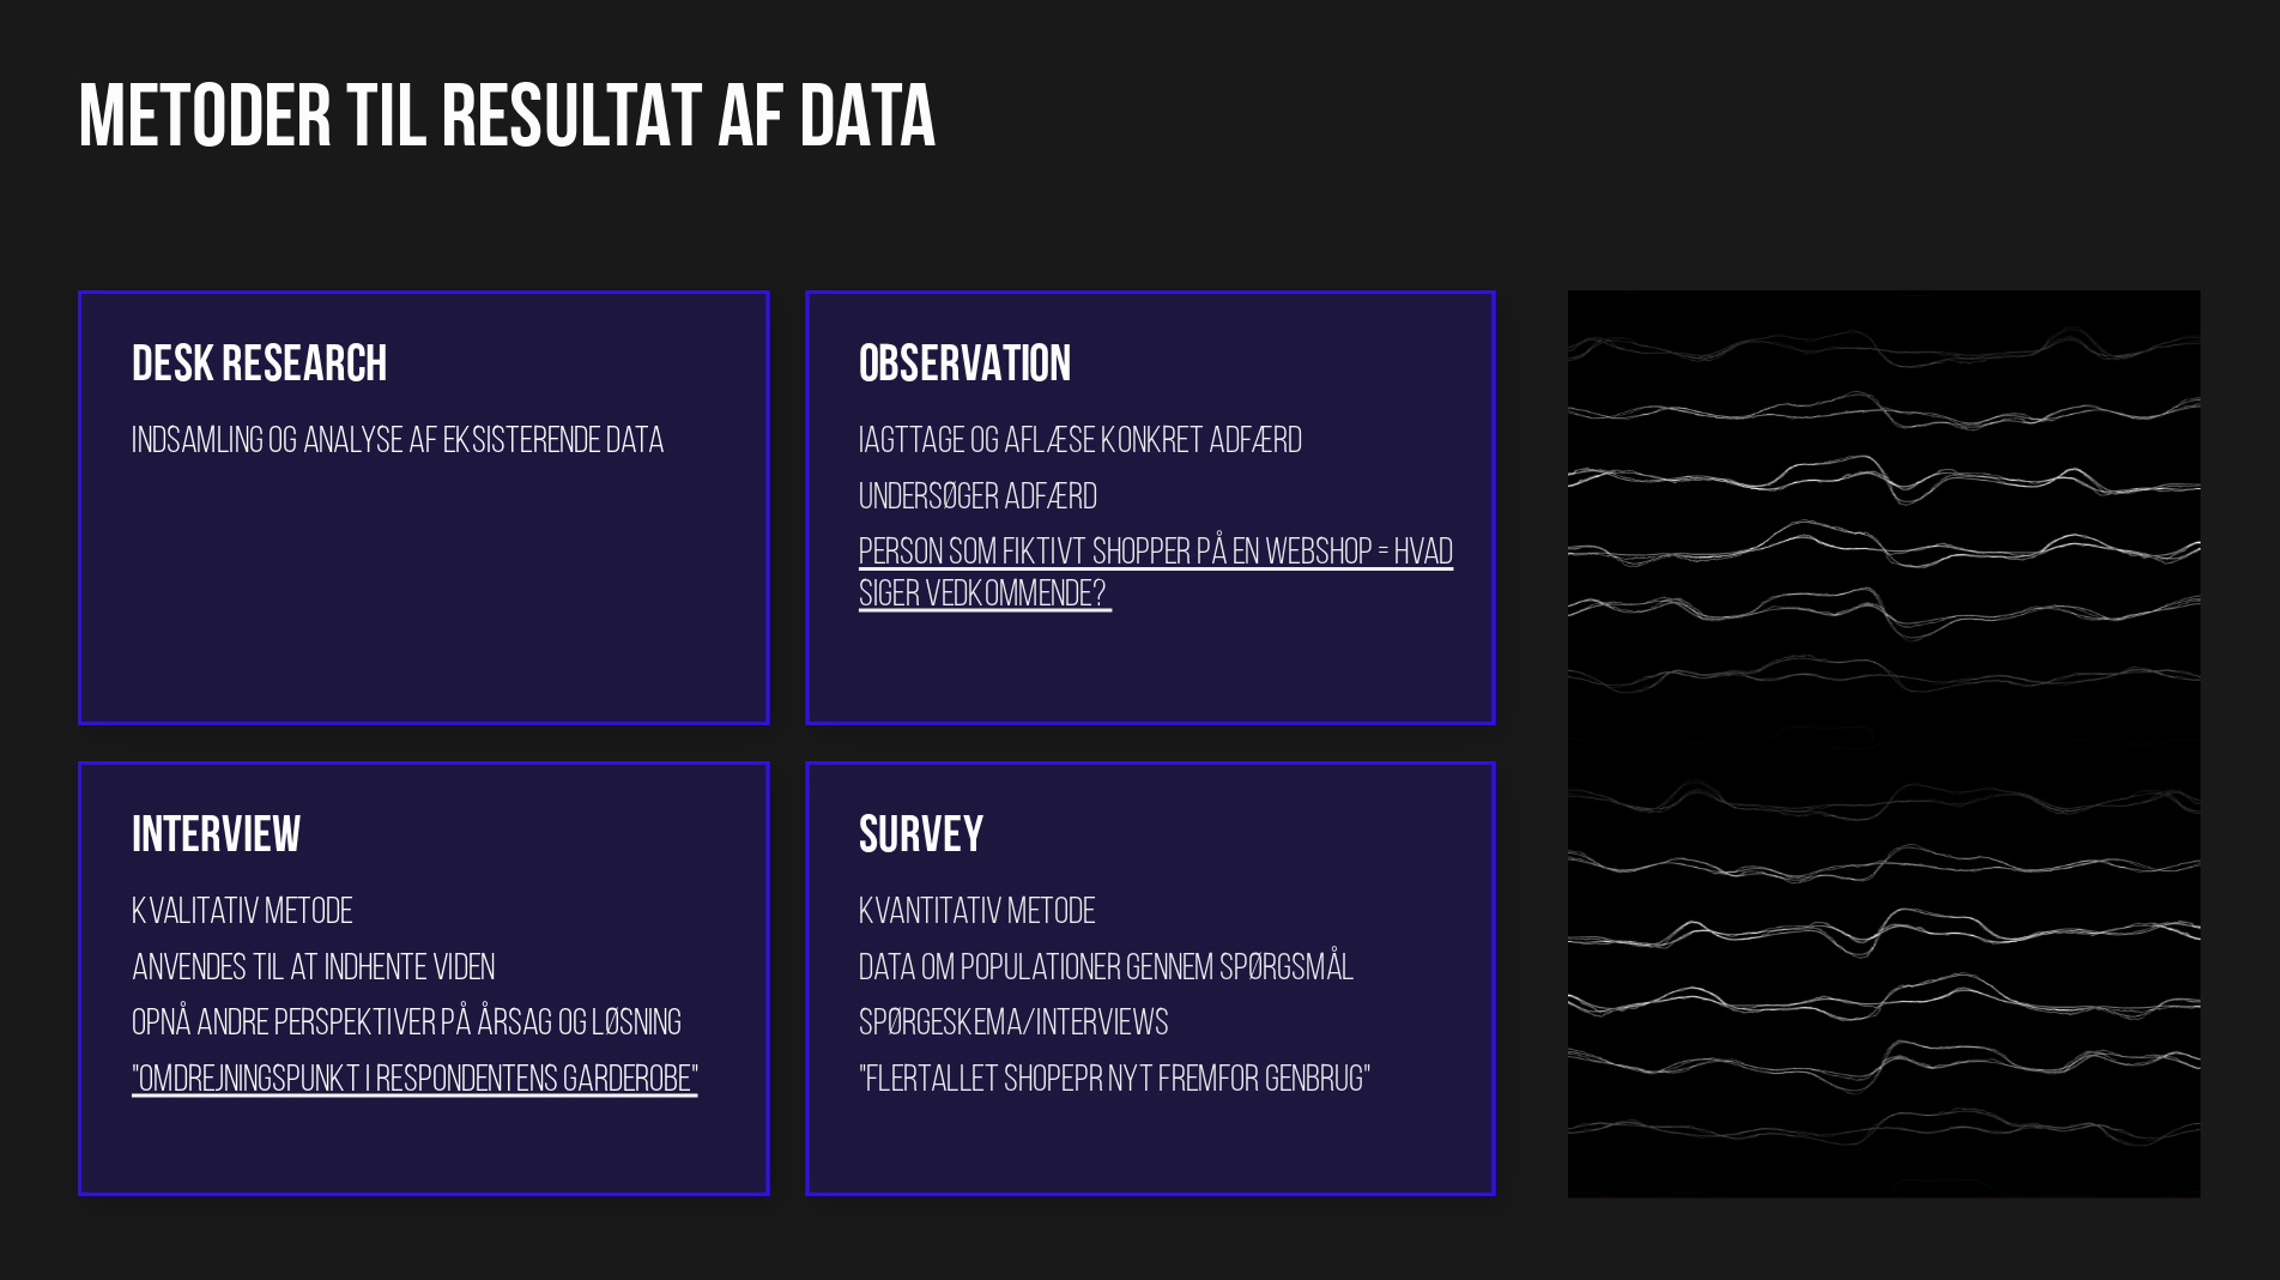 METODER TIL RESULTAT AF DATA
DESK RESEARCH
INDSAMLING OG ANALYSE AF EKSISTERENDE DATA
OBSERVATION
IAGTTAGE OG AFLÆSE KONKRET ADFÆRD
UNDERSØGER ADFÆRD
PERSON SOM FIKTIVT SHOPPER PÅ EN WEBSHOP = HVAD
SIGER VEDKOMMENDE?
INTERVIEW
KVALITATIV METODE
ANVENDES TIL AT INDHENTE VIDEN
OPNÅ ANDRE PERSPEKTIVER PÅ ÅRSAG OG LØSNING
"OMDREJNINGSPUNKT I RESPONDENTENS GARDEROBE"
SURVEY
KVANTITATIV METODE
DATA OM POPULATIONER GENNEM SPØRGSMÅL
SPØRGESKEMA/INTERVIEWS
"FLERTALLET SHOPEPR NYT FREMFOR GENBRUG"